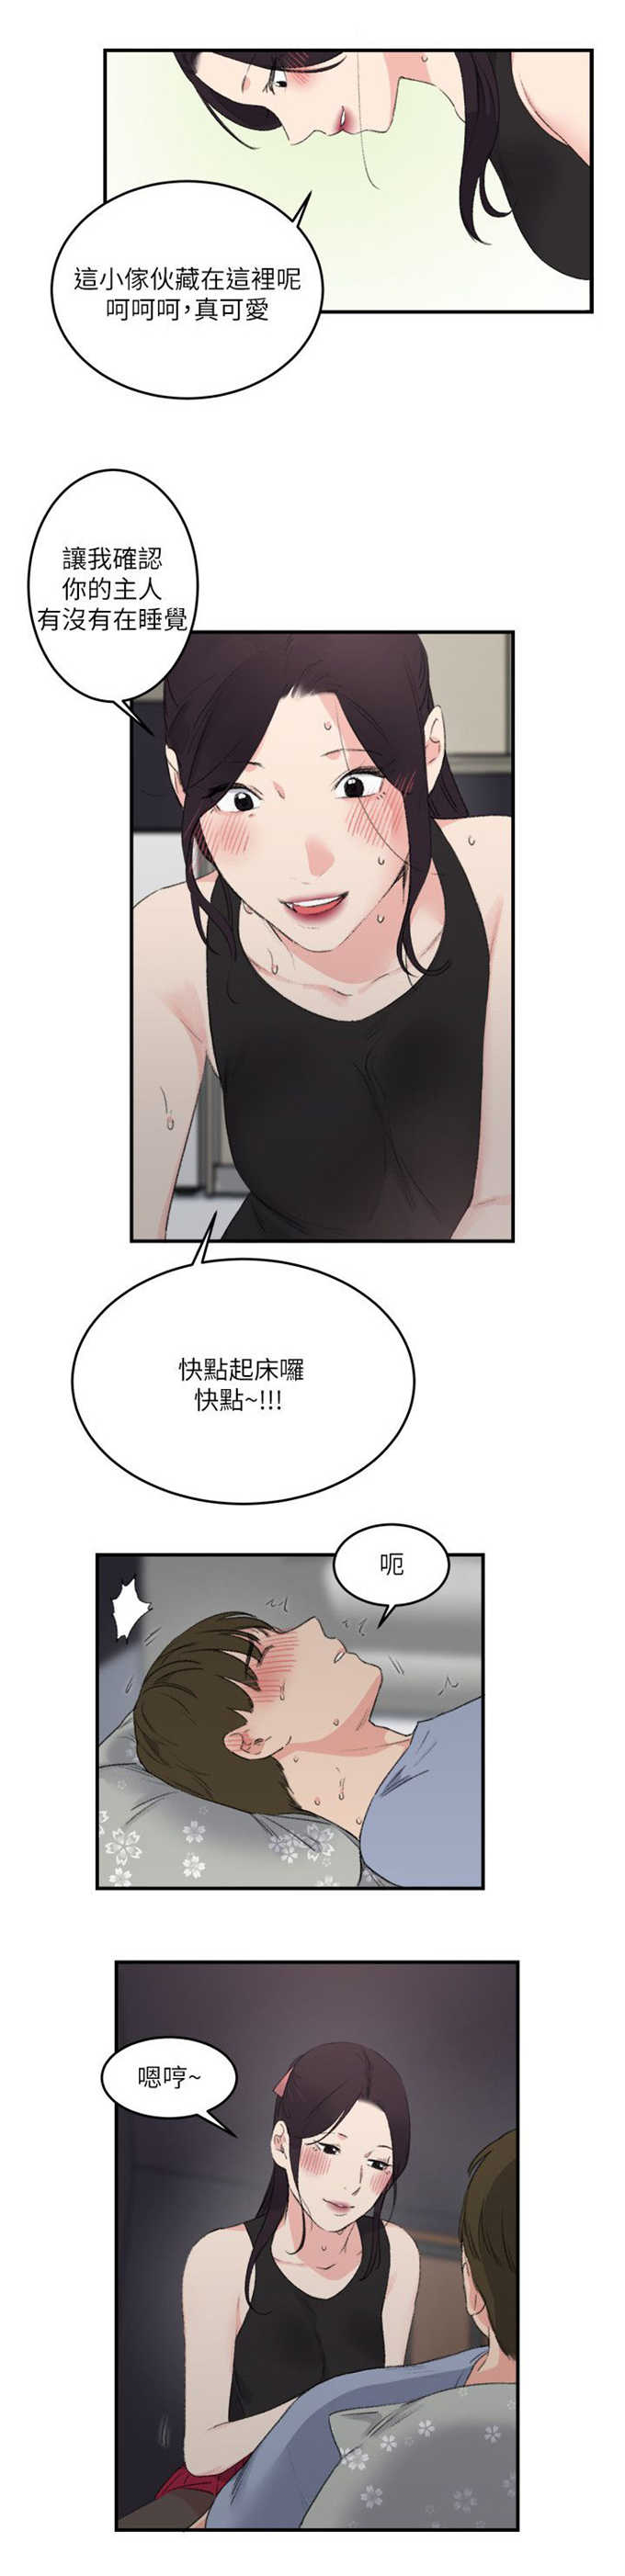 這小傢伙藏在這裡呢
呵呵呵,真可愛
讓我確認
你的主人
有沒有在睡覺
快點起床囉
快點~!!!
呃
嗯哼~